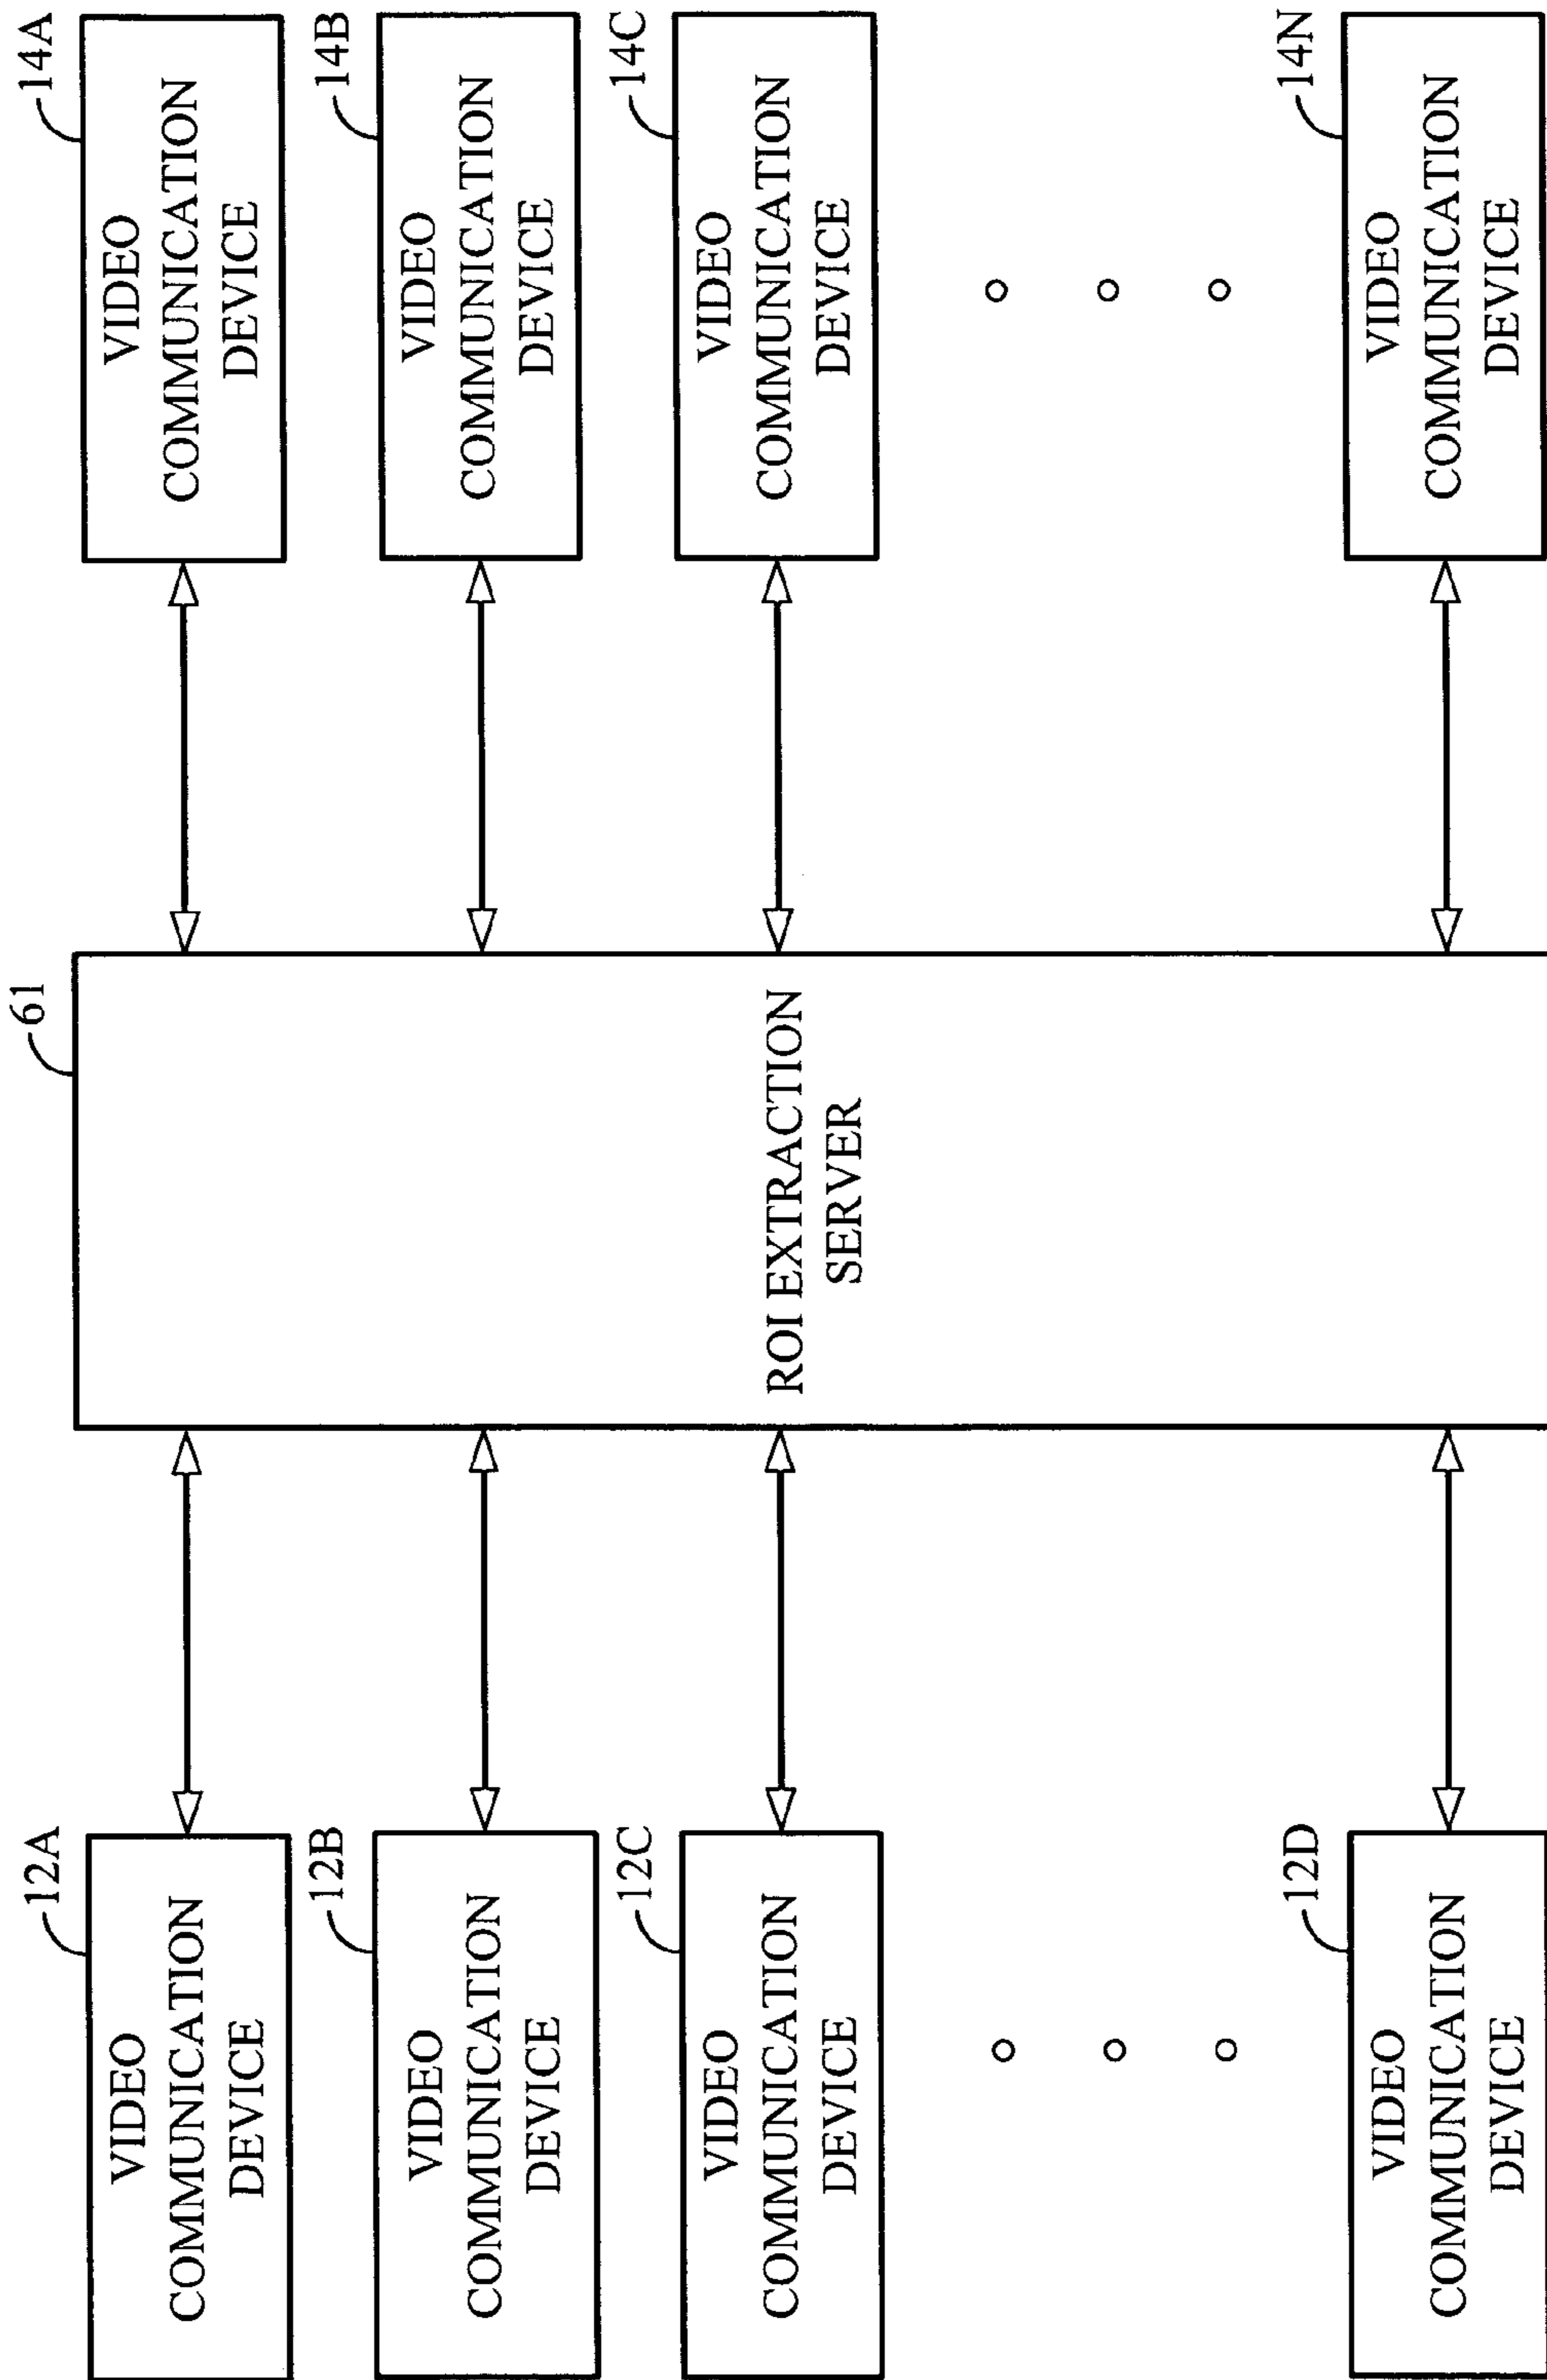 12A
VIDEO
COMMUNICATION
DEVICE
12B
VIDEO
COMMUNICATION
DEVICE
12C
VIDEO
COMMUNICATION
DEVICE
12D
VIDEO
COMMUNICATION
DEVICE
61
ROI EXTRACTION
SERVER
14A
VIDEO
COMMUNICATION
DEVICE
14B
VIDEO
COMMUNICATION
DEVICE
14C
VIDEO
COMMUNICATION
DEVICE
14N
VIDEO
COMMUNICATION
DEVICE